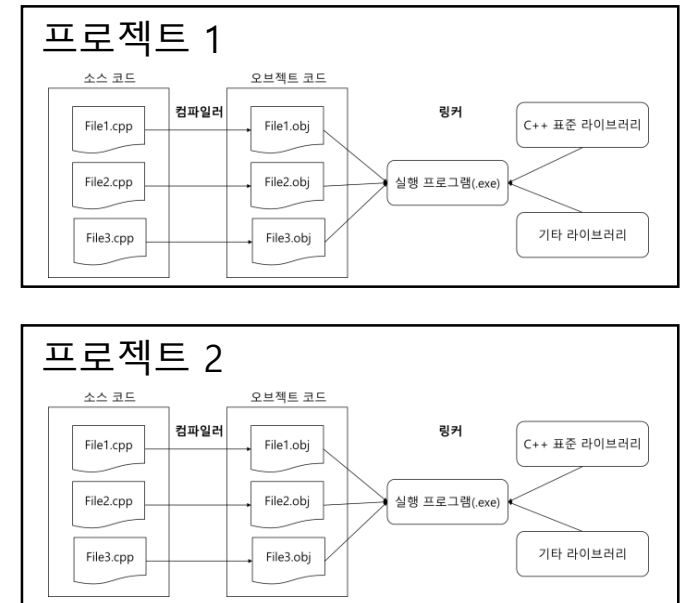 프로젝트 1
소스 코드
오브젝트 코드
컴파일러
링커
File1.cpp
File1.obj
C++ 표준 라이브러리
File2.cpp
File2.obj
실행 프로그램(.exe)
File3.cpp
File3.obj
기타 라이브러리
프로젝트 2
소스 코드
오브젝트 코드
컴파일러
링커
File1.cpp
File1.obj
C++ 표준 라이브러리
File2.cpp
File2.obj
실행 프로그램(.exe)
File3.cpp
File3.obj
기타 라이브러리